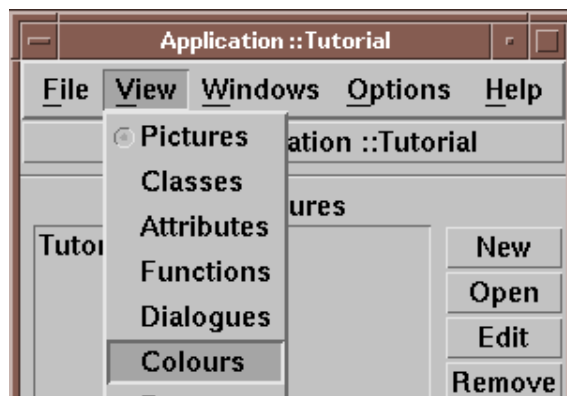 Application ::Tutorial
File View Windows Options Help
Pictures
ation ::Tutorial
Classes
ures
Attributes
Tutor
New
Functions
Open
Dialogues
Edit
Colours
Remove